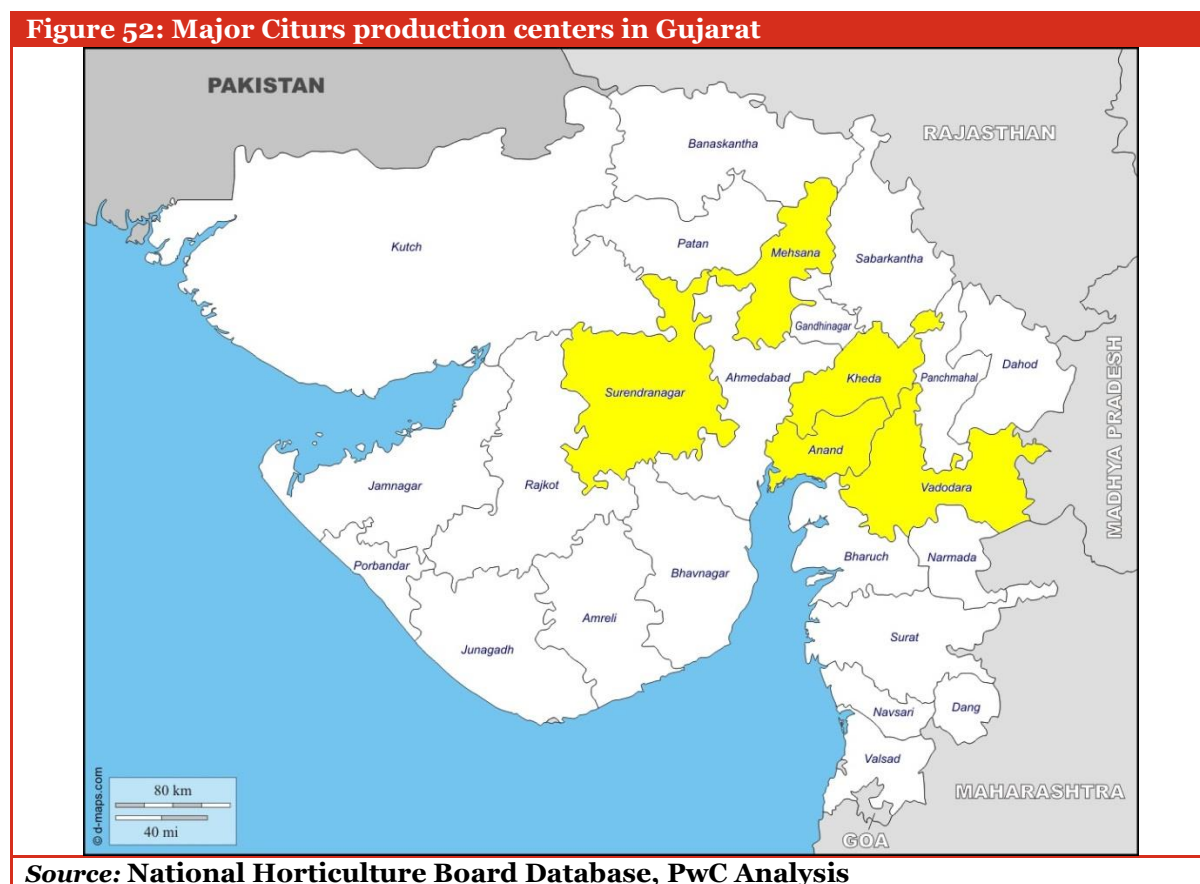 Figure 52: Major Citurs production centers in Gujarat
PAKISTAN
RAJASTHAN
Banaskantha
Kutch
Patan
Mehsana
Sabarkantha
Gandhinagar
Surendranagar
Ahmedabad
Kheda
Panchmahal
Dahod
MADHYA PRADESH
Anand
Jamnagar
Rajkot
Vadodara
Porbandar
Bhavnagar
Bharuch
Narmada
Amreli
Junagadh
Surat
Navsari
Dang
Valsad
MAHARASHTRA
GOA
© d-maps.com
80 km
40 mi
Source: National Horticulture Board Database, PwC Analysis